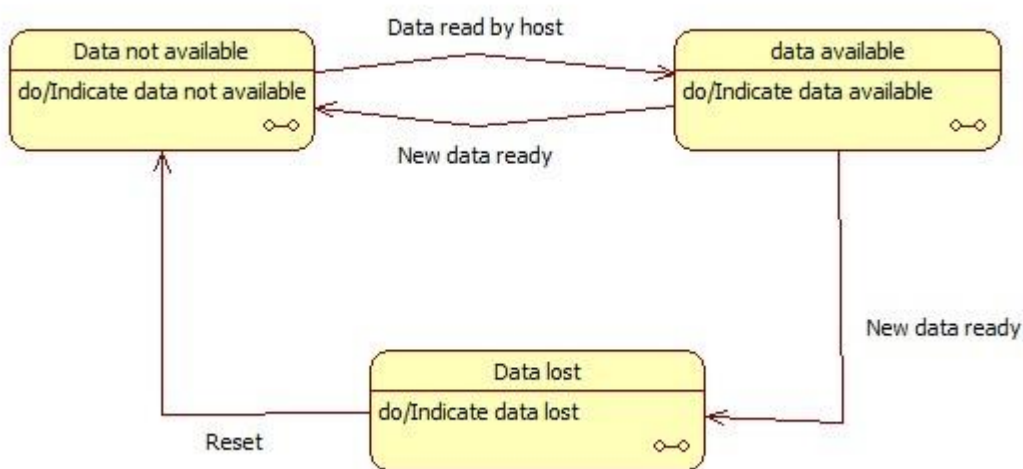 Data read by host
Data not available
do/Indicate data not available
data available
do/Indicate data available
New data ready
New data ready
Data lost
do/Indicate data lost
Reset